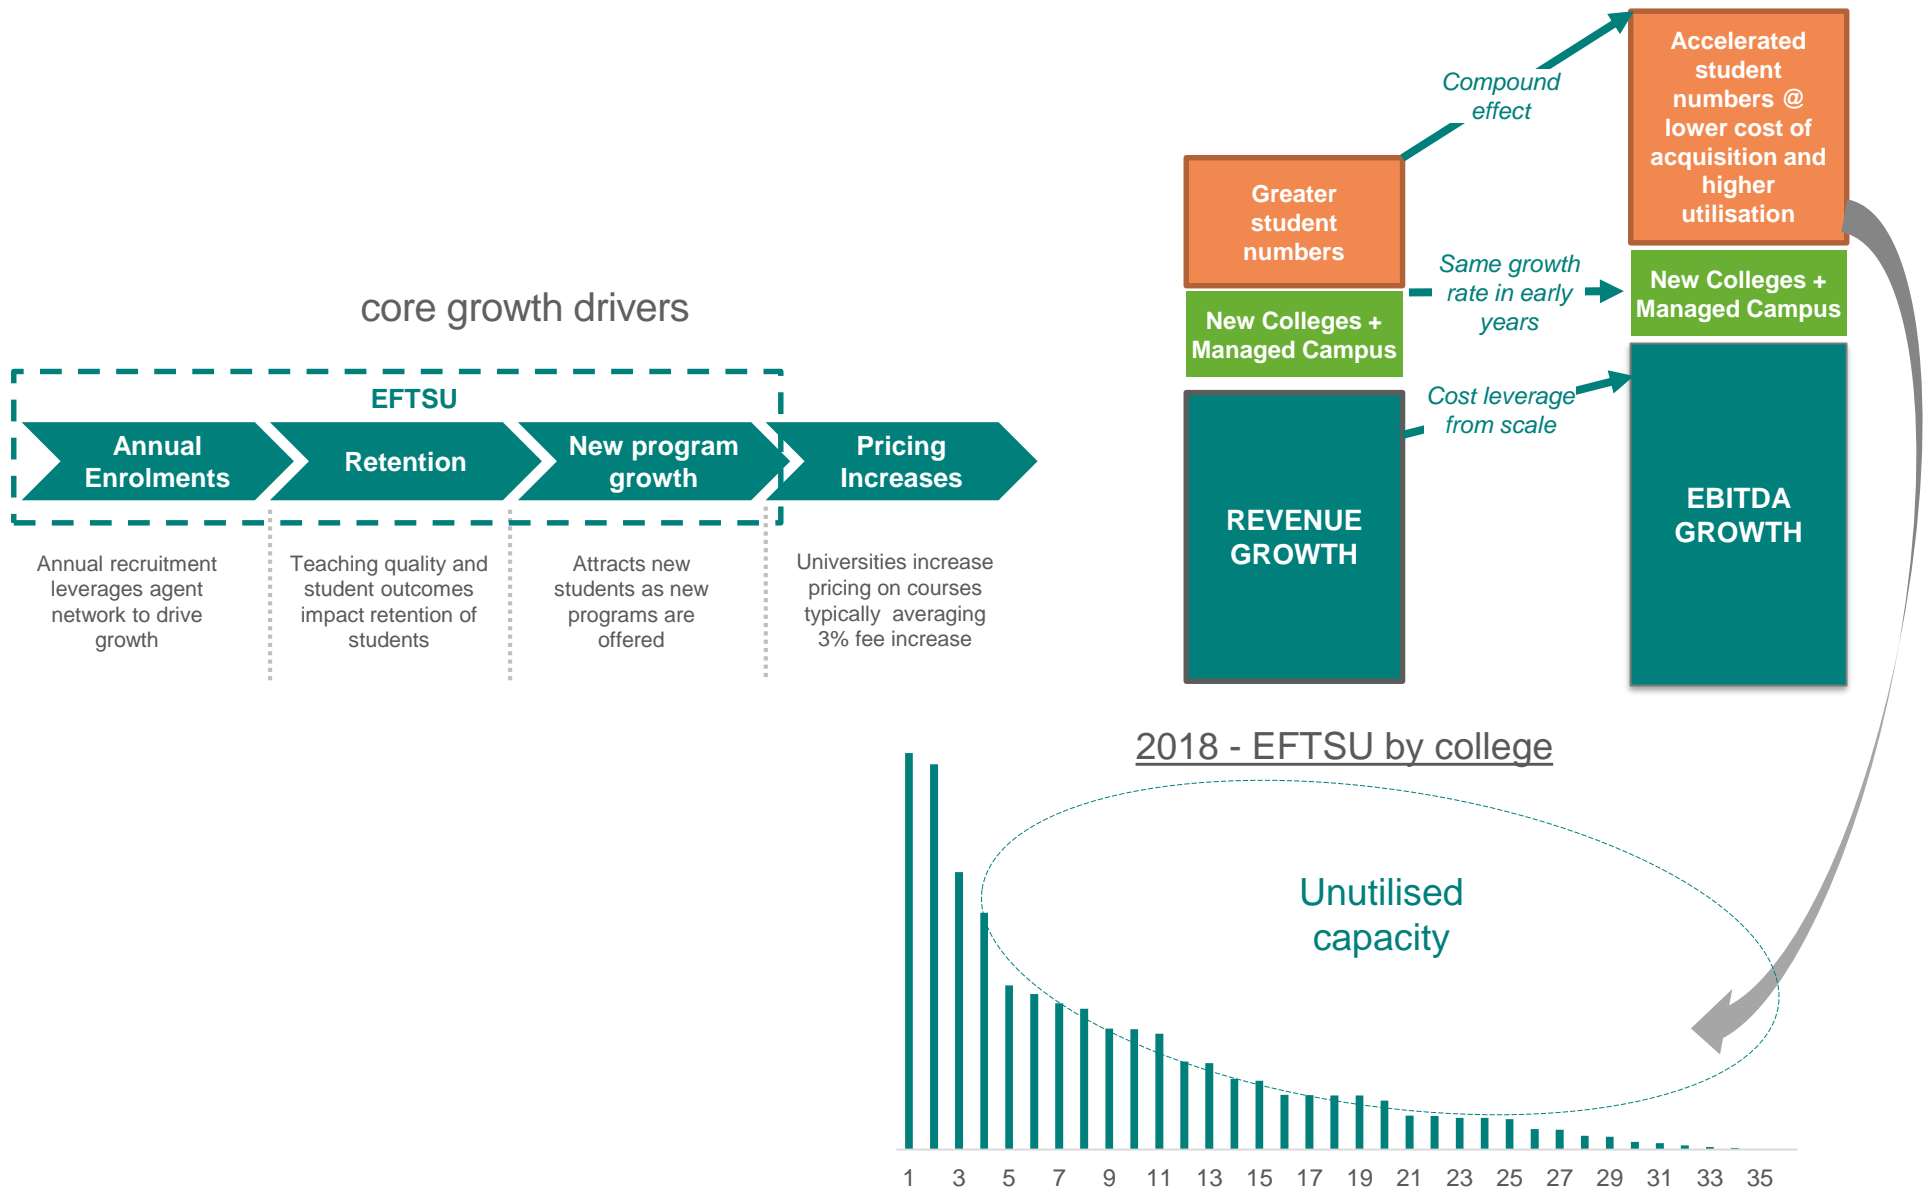 core growth drivers
EFTSU
Annual
Enrolments
Retention
New program
growth
Pricing
Increases
Annual recruitment
leverages agent
network to drive
growth
Teaching quality and
student outcomes
impact retention of
students
Attracts new
students as new
programs are
offered
Universities increase
pricing on courses
typically averaging
3% fee increase
Greater
student
numbers
New Colleges +
Managed Campus
REVENUE
GROWTH
Compound
effect
Same growth
rate in early
years
Cost leverage
from scale
Accelerated
student
numbers @
lower cost of
acquisition and
higher
utilisation
New Colleges +
Managed Campus
EBITDA
GROWTH
2018 - EFTSU by college
Unutilised
capacity
1 3 5 7 9 11 13 15 17 19 21 23 25 27 29 31 33 35